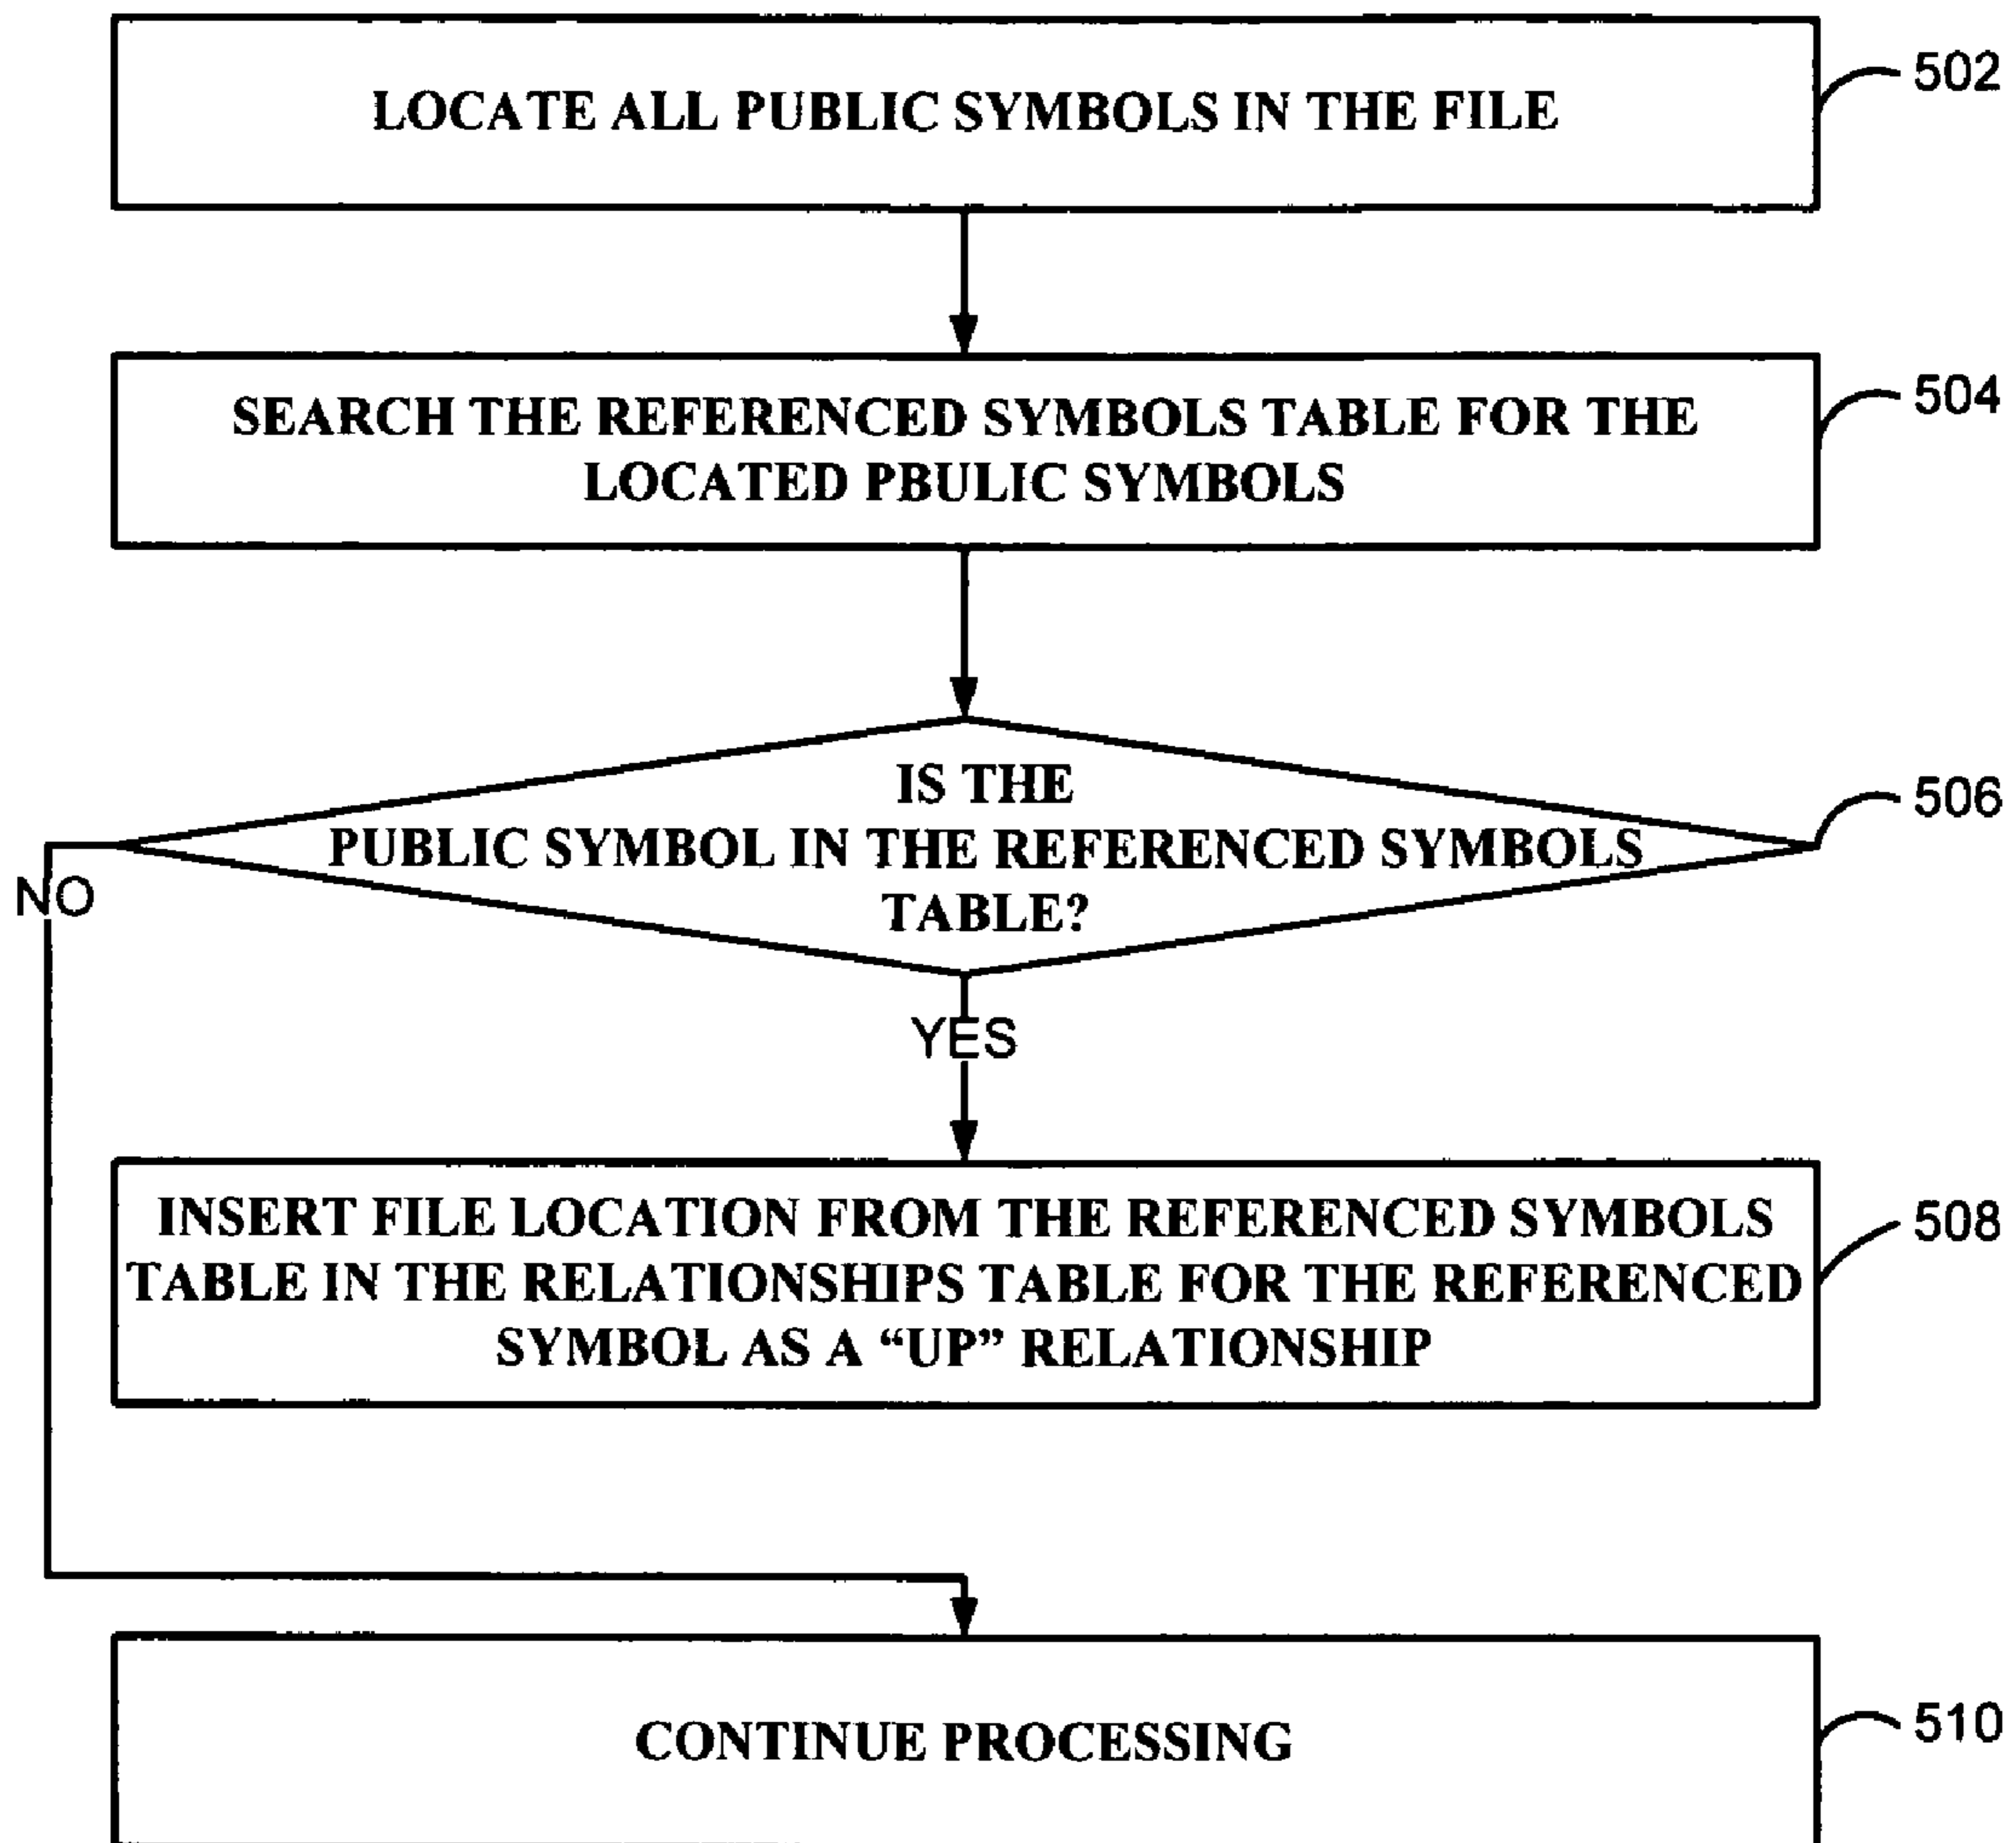 LOCATE ALL PUBLIC SYMBOLS IN THE FILE
502
SEARCH THE REFERENCED SYMBOLS TABLE FOR THE
LOCATED PBULIC SYMBOLS
504
IS THE
PUBLIC SYMBOL IN THE REFERENCED SYMBOLS
TABLE?
506
NO
YES
INSERT FILE LOCATION FROM THE REFERENCED SYMBOLS
TABLE IN THE RELATIONSHIPS TABLE FOR THE REFERENCED
SYMBOL AS A “UP” RELATIONSHIP
508
CONTINUE PROCESSING
510